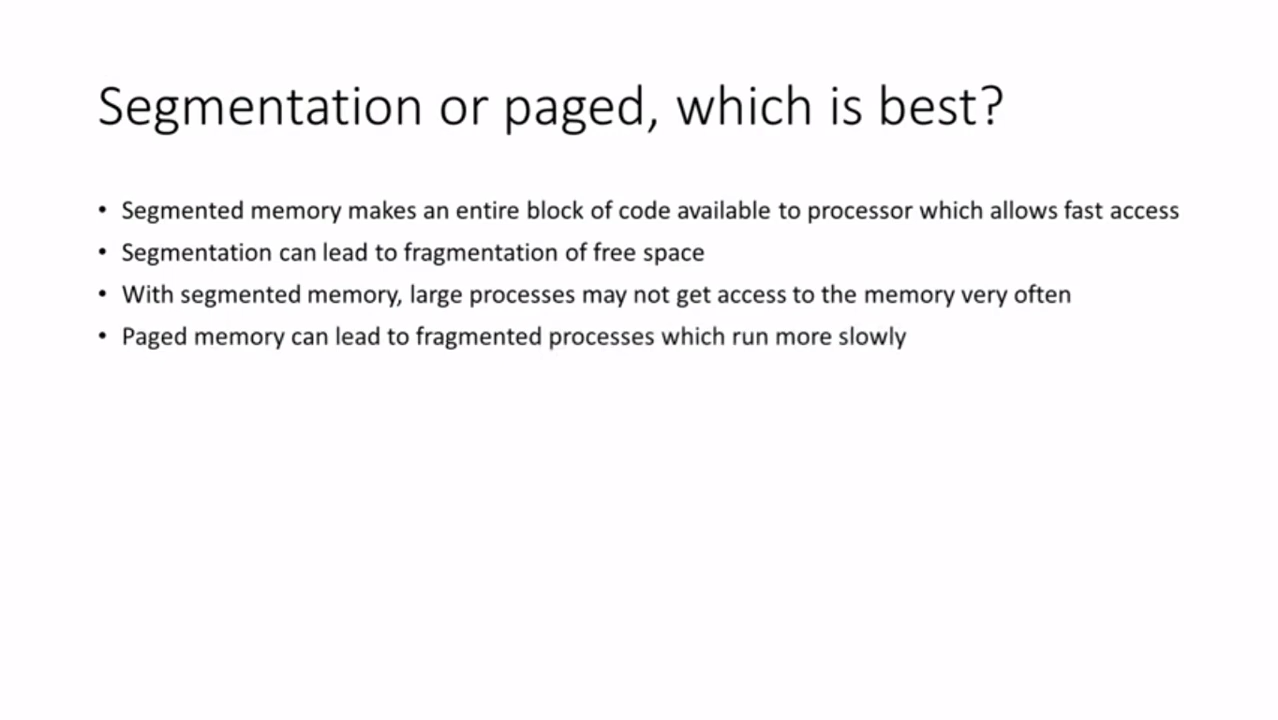 Segmentation or paged, which is best?
• Segmented memory makes an entire block of code available to processor which allows fast access
• Segmentation can lead to fragmentation of free space
• With segmented memory, large processes may not get access to the memory very often
• Paged memory can lead to fragmented processes which run more slowly